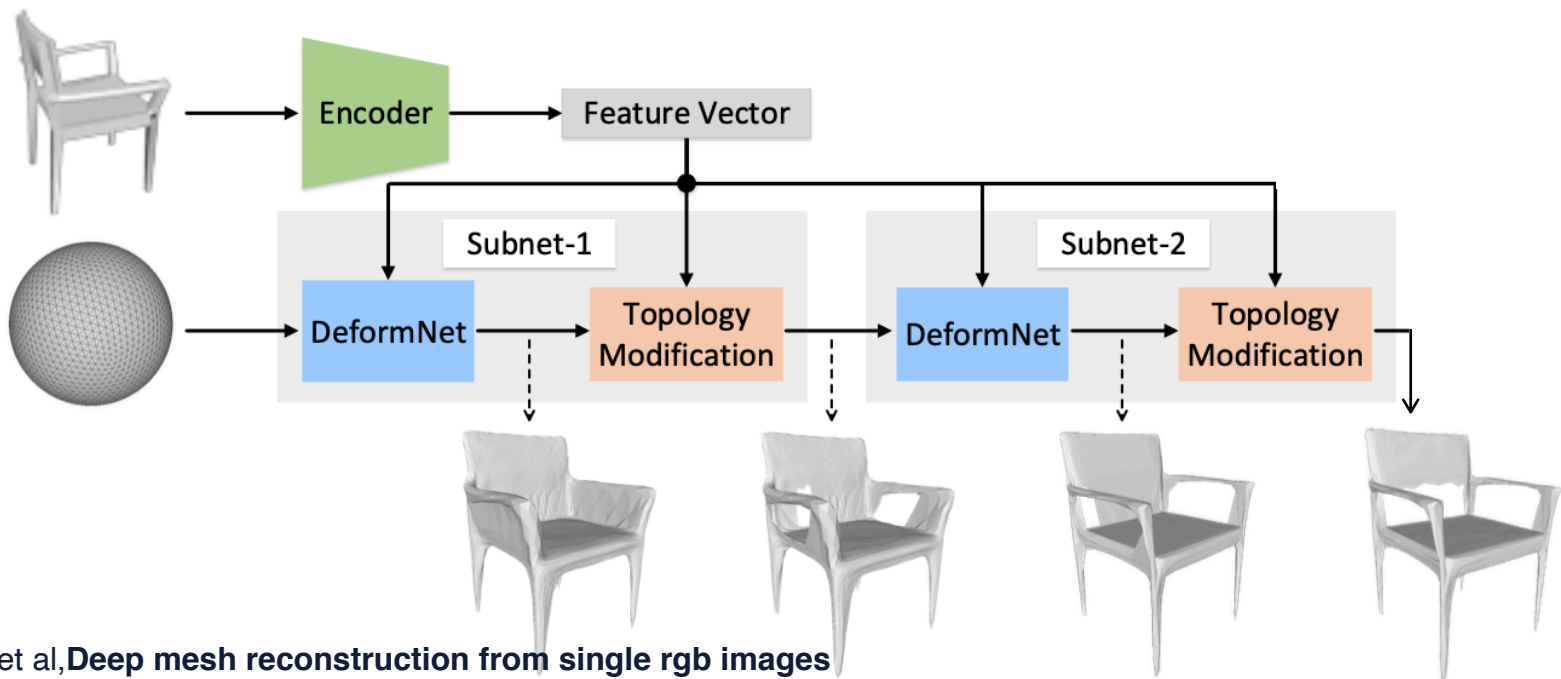 Encoder
Feature Vector
Subnet-1
Subnet-2
DeformNet
Topology
Modification
DeformNet
Topology
Modification
et al,Deep mesh reconstruction from single rgb images